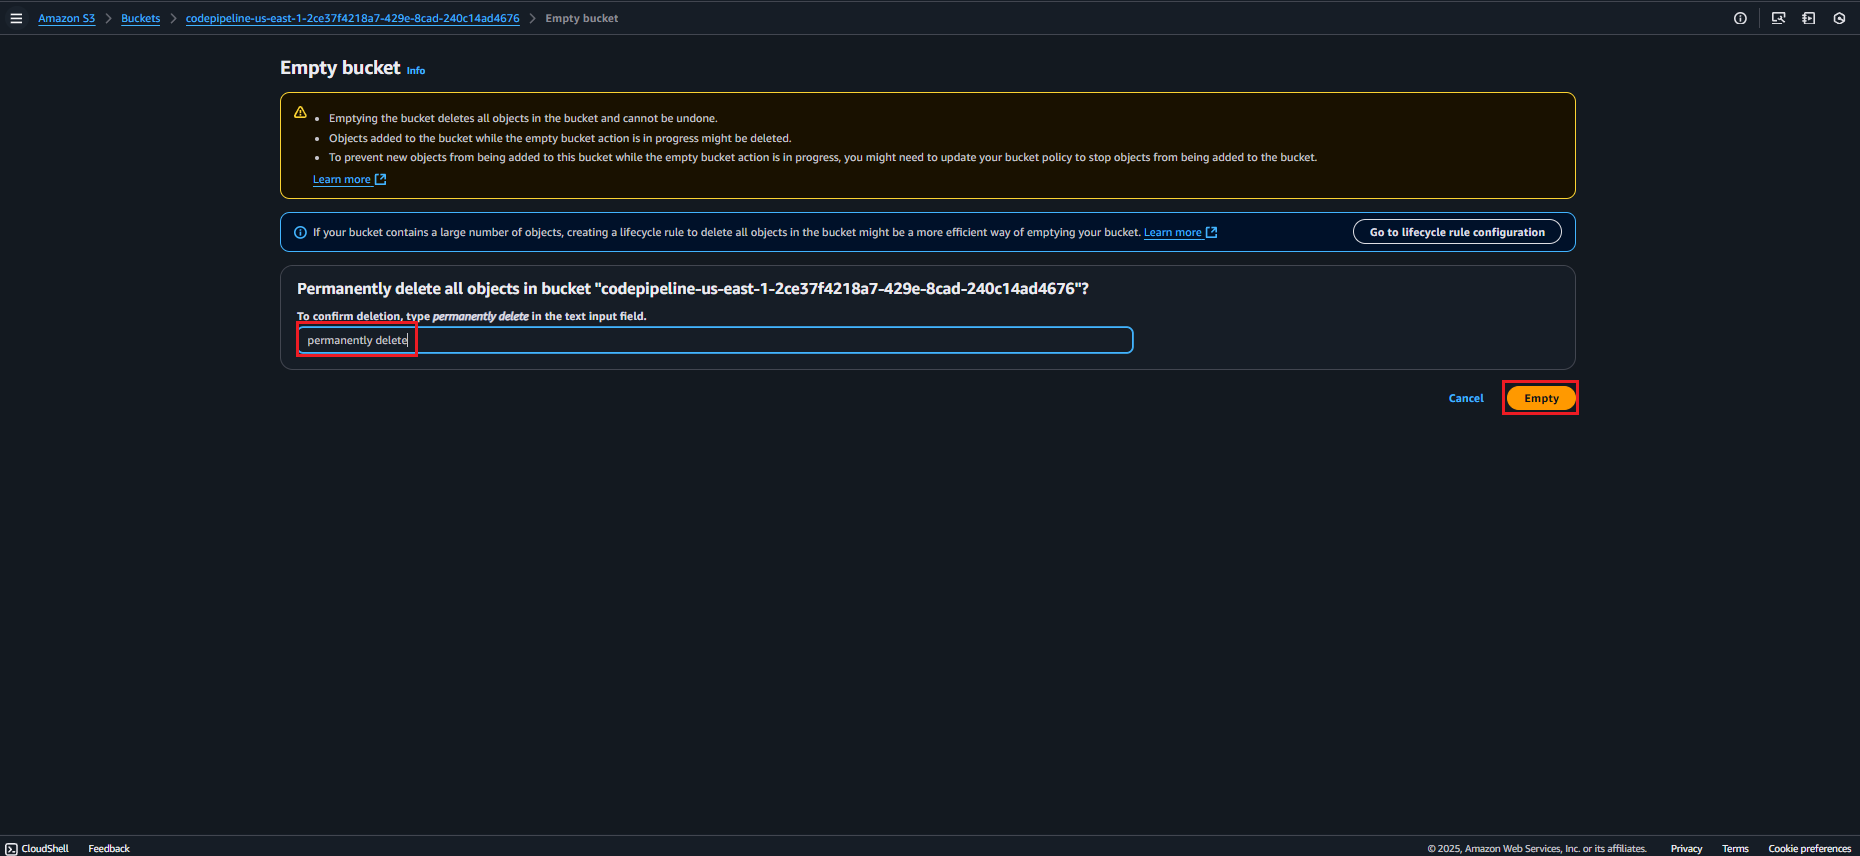 Amazon S3 > Buckets > codepipeline-us-east-1-2ce37f4218a7-429e-8cad-240c14ad4676 > Empty bucket
Empty bucket Info
Emptying the bucket deletes all objects in the bucket and cannot be undone.
Objects added to the bucket while the empty bucket action is in progress might be deleted.
To prevent new objects from being added to this bucket while the empty bucket action is in progress, you might need to update your bucket policy to stop objects from being added to the bucket.
Learn more
If your bucket contains a large number of objects, creating a lifecycle rule to delete all objects in the bucket might be a more efficient way of emptying your bucket. Learn more
Go to lifecycle rule configuration
Permanently delete all objects in bucket "codepipeline-us-east-1-2ce37f4218a7-429e-8cad-240c14ad4676"?
To confirm deletion, type permanently delete in the text input field.
permanently delete
Cancel Empty
CloudShell Feedback © 2025, Amazon Web Services, Inc. or its affiliates. Privacy Terms Cookie preferences